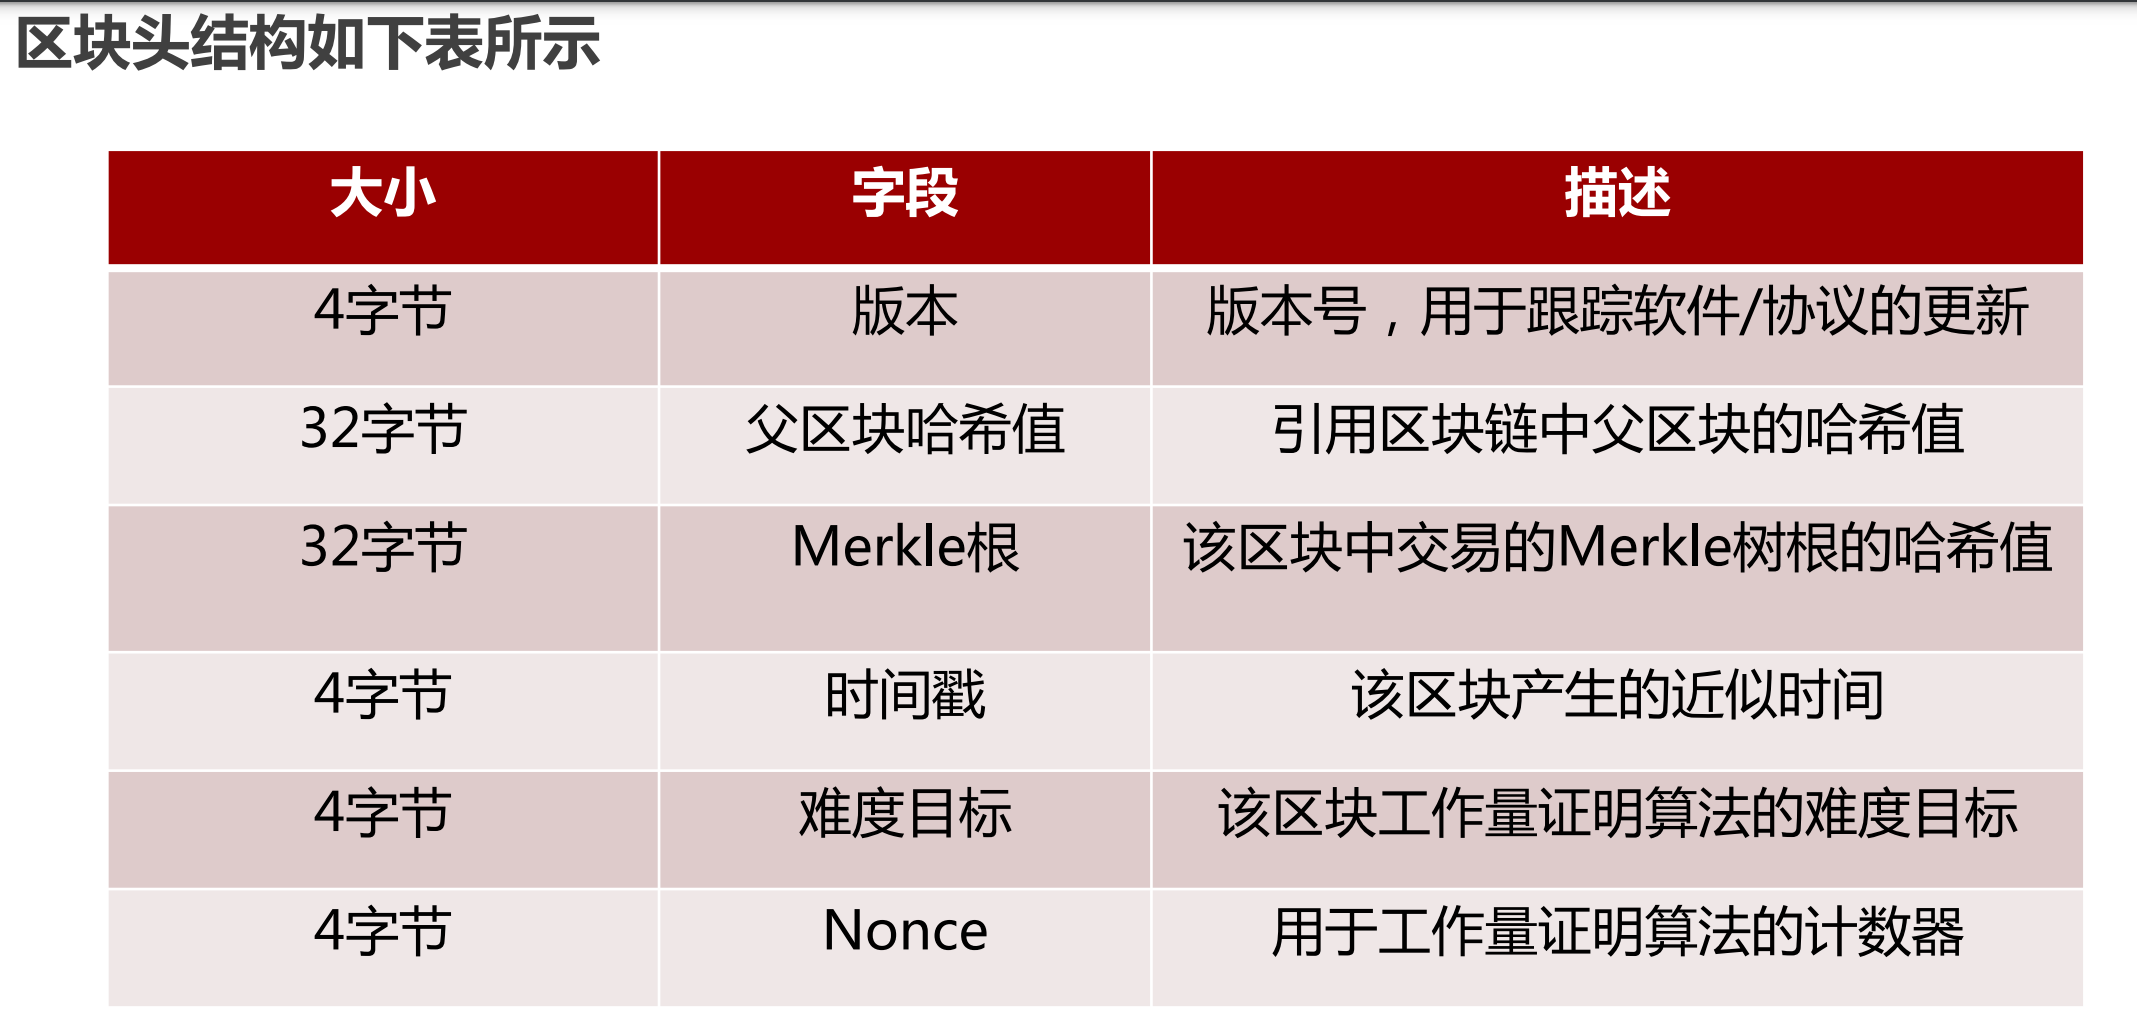 区块头结构如下表所示
大小 字段 描述
4字节 版本 版本号，用于跟踪软件/协议的更新
32字节 父区块哈希值 引用区块链中父区块的哈希值
32字节 Merkle根 该区块中交易的Merkle树根的哈希值
4字节 时间戳 该区块产生的近似时间
4字节 难度目标 该区块工作量证明算法的难度目标
4字节 Nonce 用于工作量证明算法的计数器